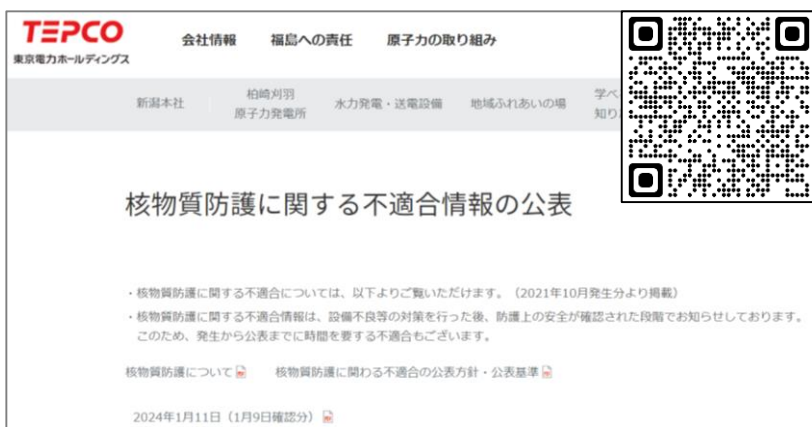 TEPCO
東京電力ホールディングス
会社情報 福島への責任 原子力の取り組み
新潟本社 柏崎刈羽 原子力発電所 水力発電・送電設備 地域ふれあいの場 学べ 知り
核物質防護に関する不適合情報の公表
・核物質防護に関する不適合については、以下よりご覧いただけます。（2021年10月発生分より掲載）
・核物質防護に関する不適合情報は、設備不良等の対策を行った後、防護上の安全が確認された段階でお知らせしております。
このため、発生から公表までに時間を要する不適合もございます。
核物質防護について 核物質防護に関わる不適合の公表方針・公表基準
2024年1月11日（1月9日確認分）